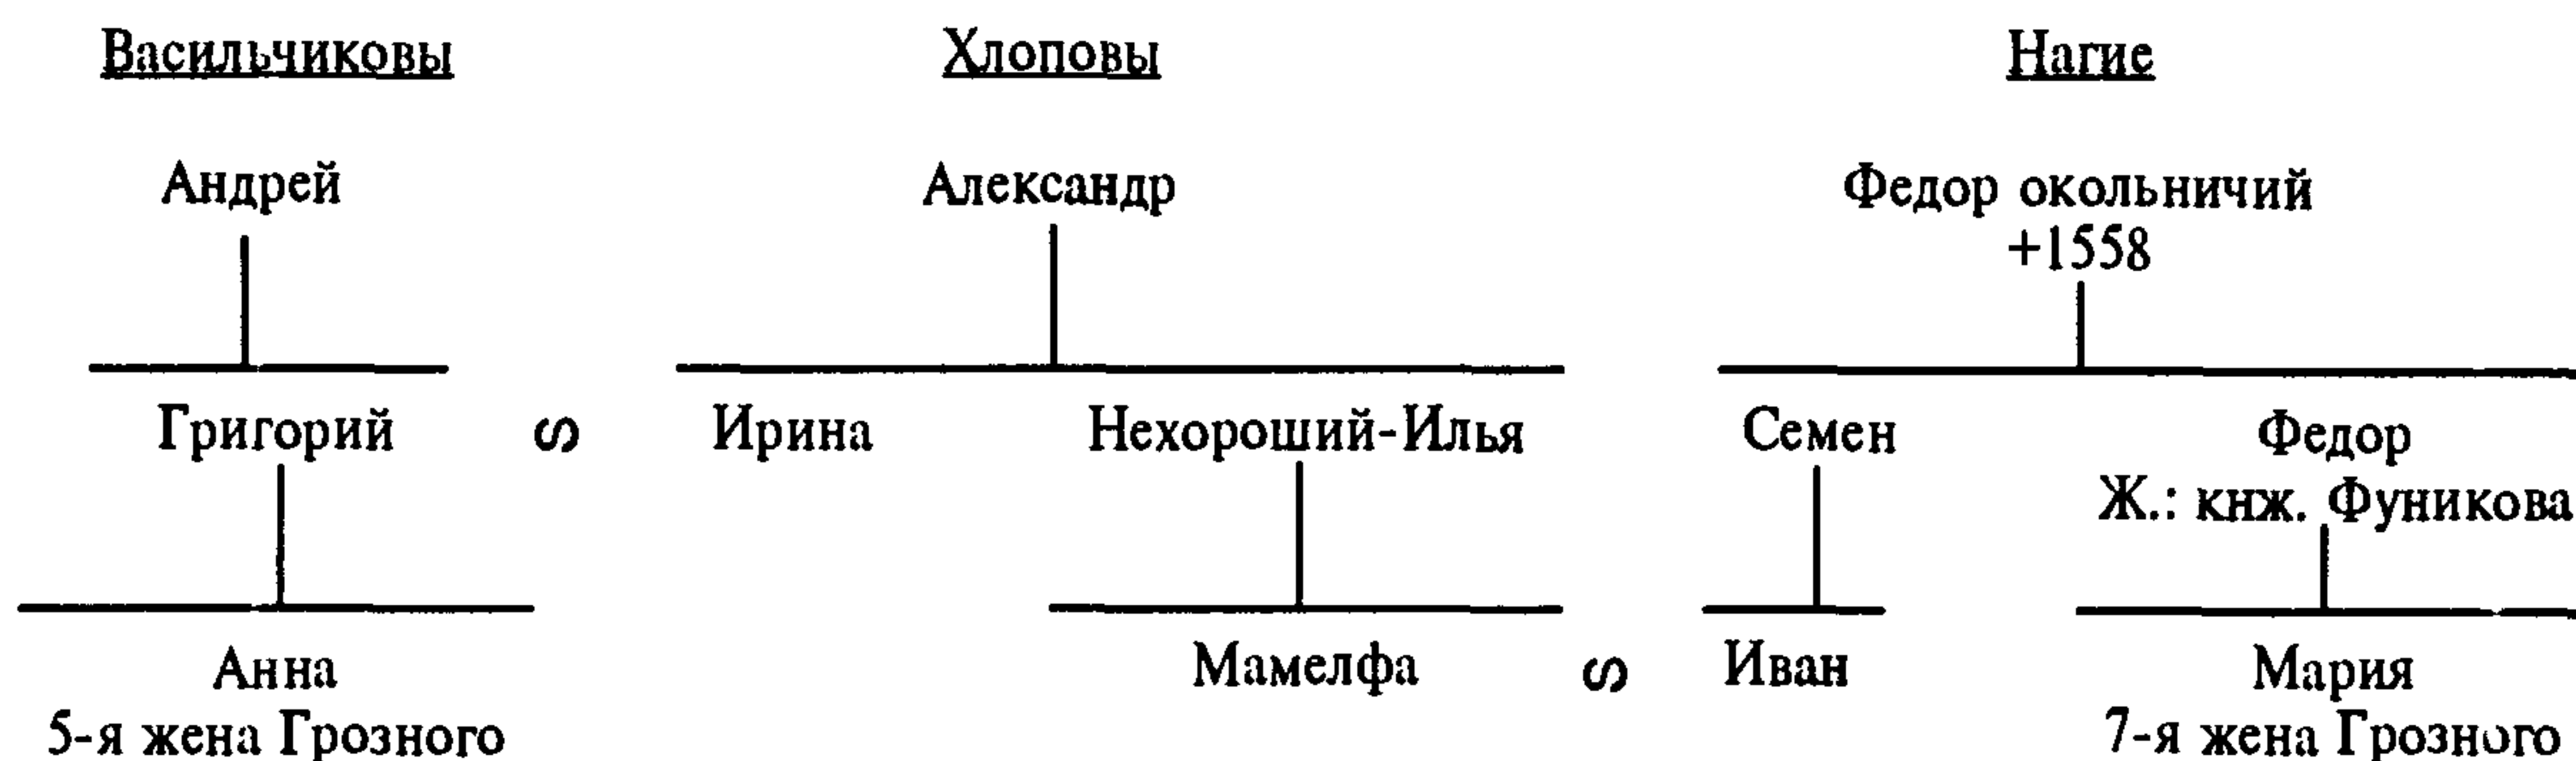 Васильчиковы Хлоповы Нагие
Андрей Александр Федор окольничий
+1558
Григорий ∽ Ирина Нехороший-Илья Семен Федор
Ж.: кнж. Фуникова
Анна Мамелфа ∽ Иван Мария
5-я жена Грозного 7-я жена Грозного